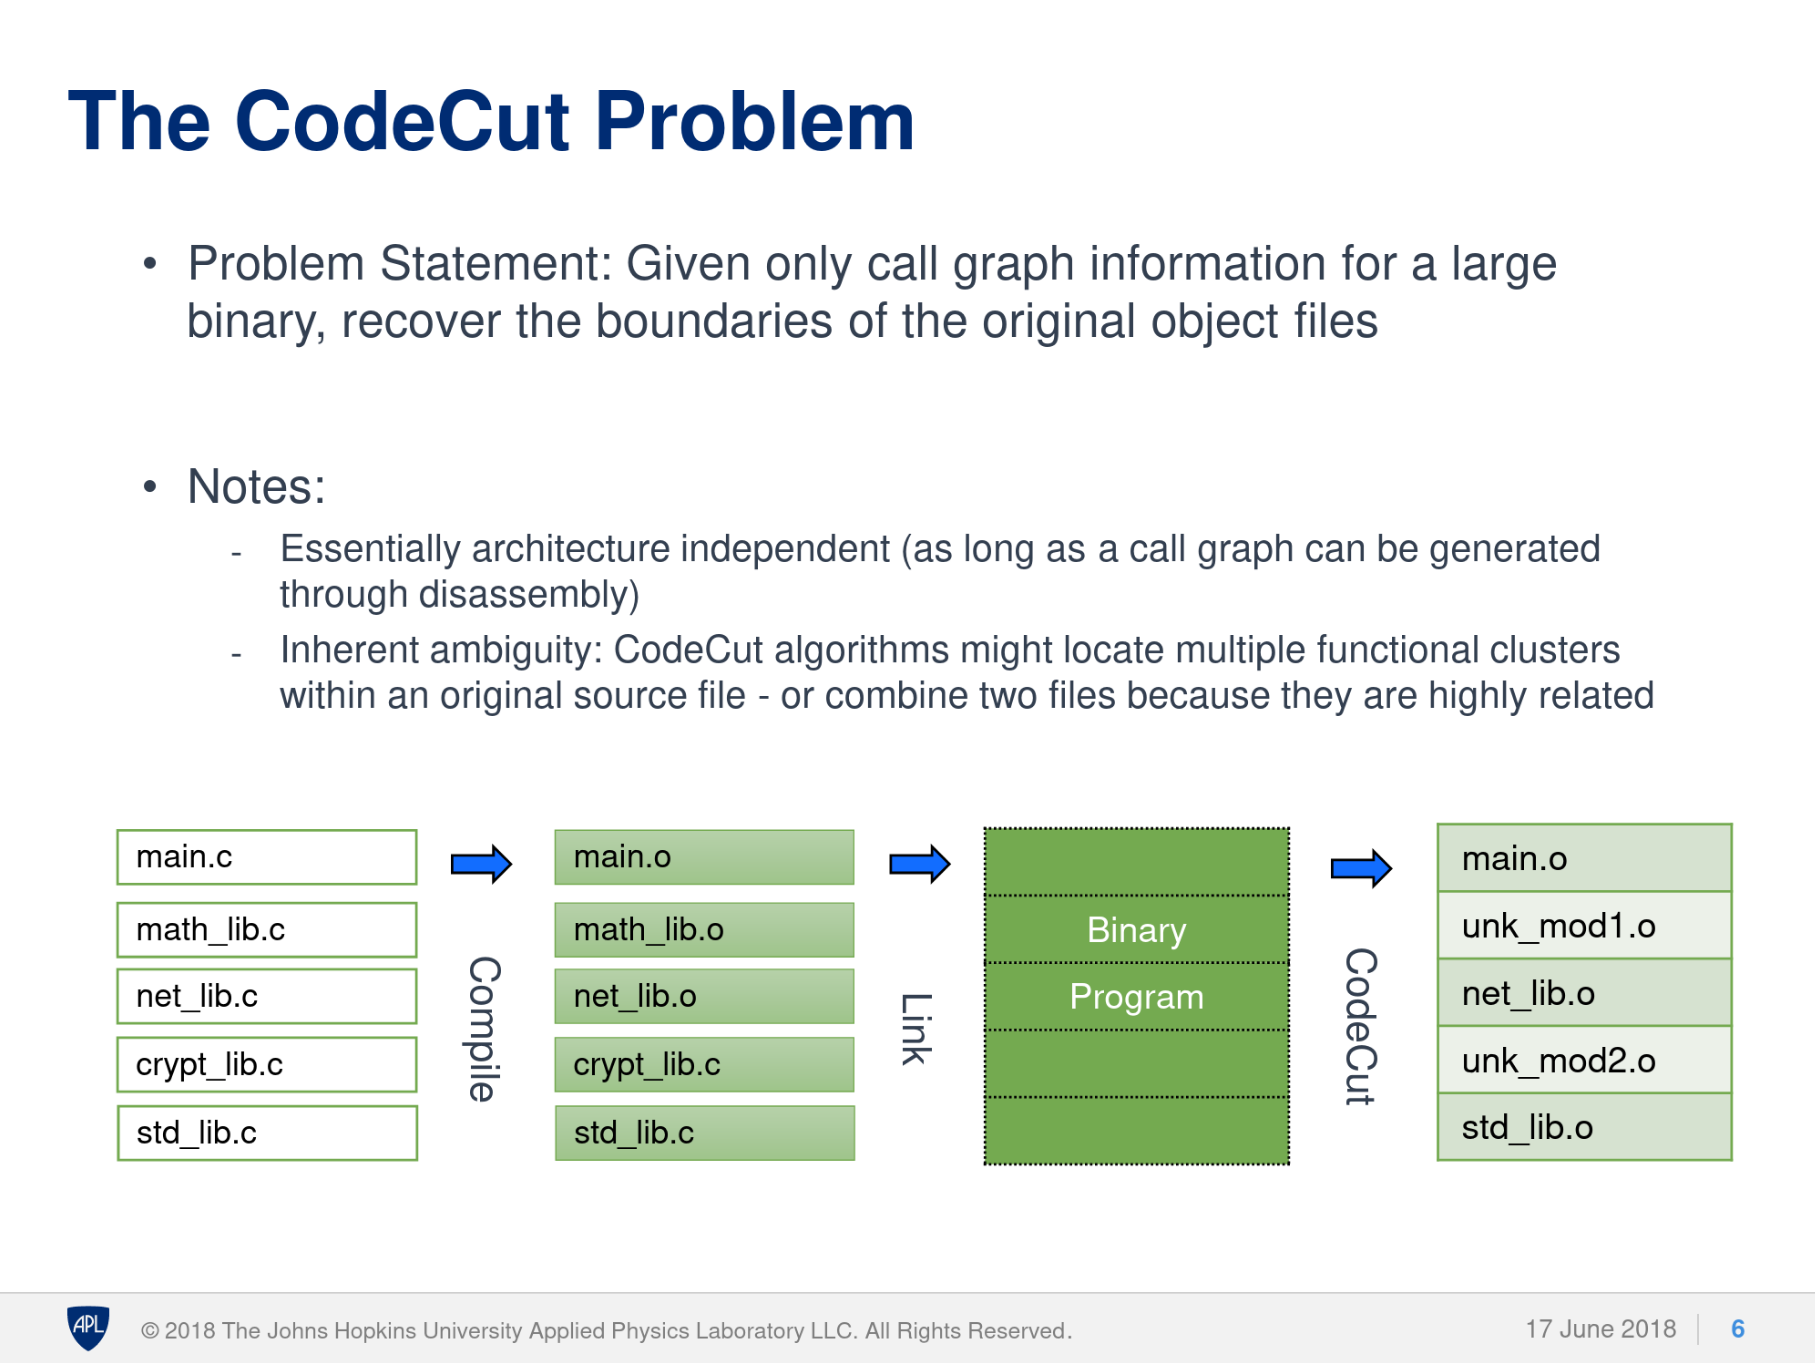 The CodeCut Problem
• Problem Statement: Given only call graph information for a large
binary, recover the boundaries of the original object files
• Notes:
- Essentially architecture independent (as long as a call graph can be generated
through disassembly)
- Inherent ambiguity: CodeCut algorithms might locate multiple functional clusters
within an original source file - or combine two files because they are highly related
main.c
math_lib.c
net_lib.c
crypt_lib.c
std_lib.c
Compile
main.o
math_lib.o
net_lib.o
crypt_lib.c
std_lib.c
Link
Binary
Program
CodeCut
main.o
unk_mod1.o
net_lib.o
unk_mod2.o
std_lib.o
APL
© 2018 The Johns Hopkins University Applied Physics Laboratory LLC. All Rights Reserved.
17 June 2018
6